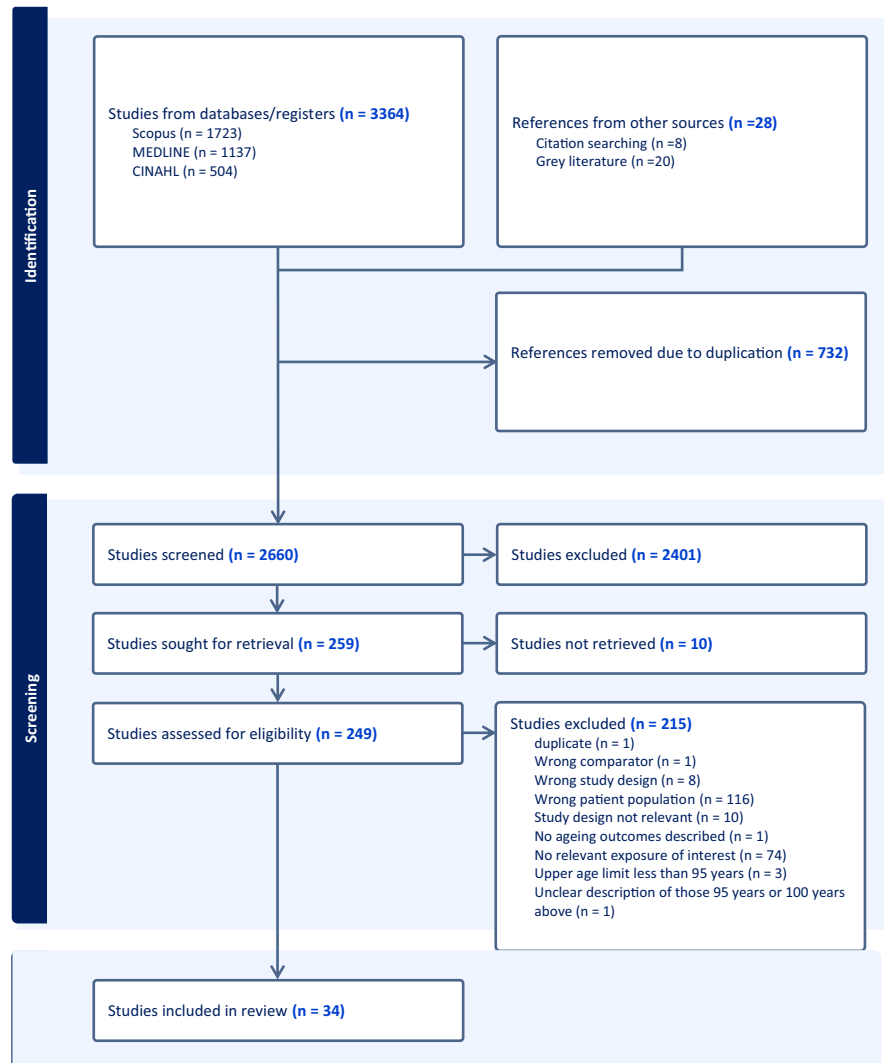 Identification
Studies from databases/registers (n = 3364)
Scopus (n = 1723)
MEDLINE (n = 1137)
CINAHL (n = 504)
References from other sources (n =28)
Citation searching (n =8)
Grey literature (n =20)
References removed due to duplication (n = 732)
Screening
Studies screened (n = 2660)
Studies excluded (n = 2401)
Studies sought for retrieval (n = 259)
Studies not retrieved (n = 10)
Studies assessed for eligibility (n = 249)
Studies excluded (n = 215)
duplicate (n = 1)
Wrong comparator (n = 1)
Wrong study design (n = 8)
Wrong patient population (n = 116)
Study design not relevant (n = 10)
No ageing outcomes described (n = 1)
No relevant exposure of interest (n = 74)
Upper age limit less than 95 years (n = 3)
Unclear description of those 95 years or 100 years
above (n = 1)
Studies included in review (n = 34)